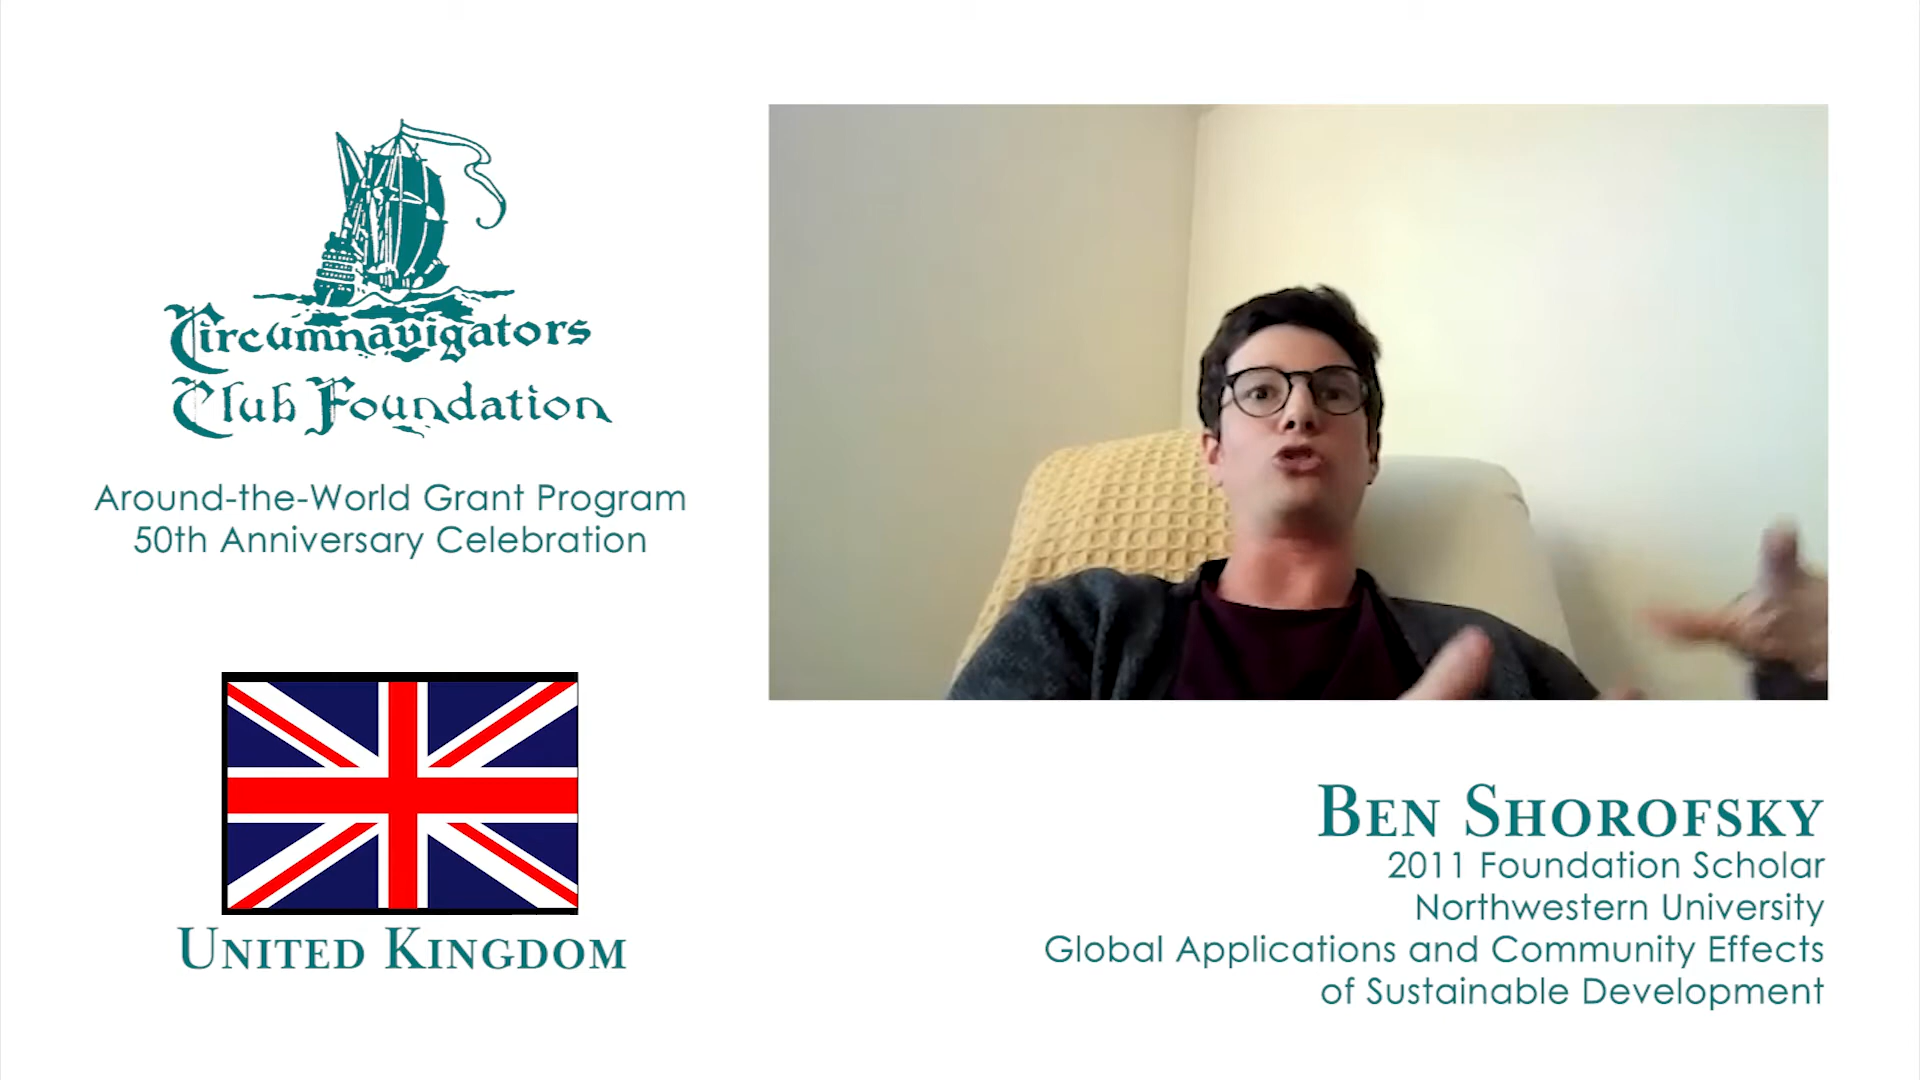 Circumnavigators
Club Foundation
Around-the-World Grant Program
50th Anniversary Celebration
United Kingdom
Ben Shorofsky
2011 Foundation Scholar
Northwestern University
Global Applications and Community Effects
of Sustainable Development